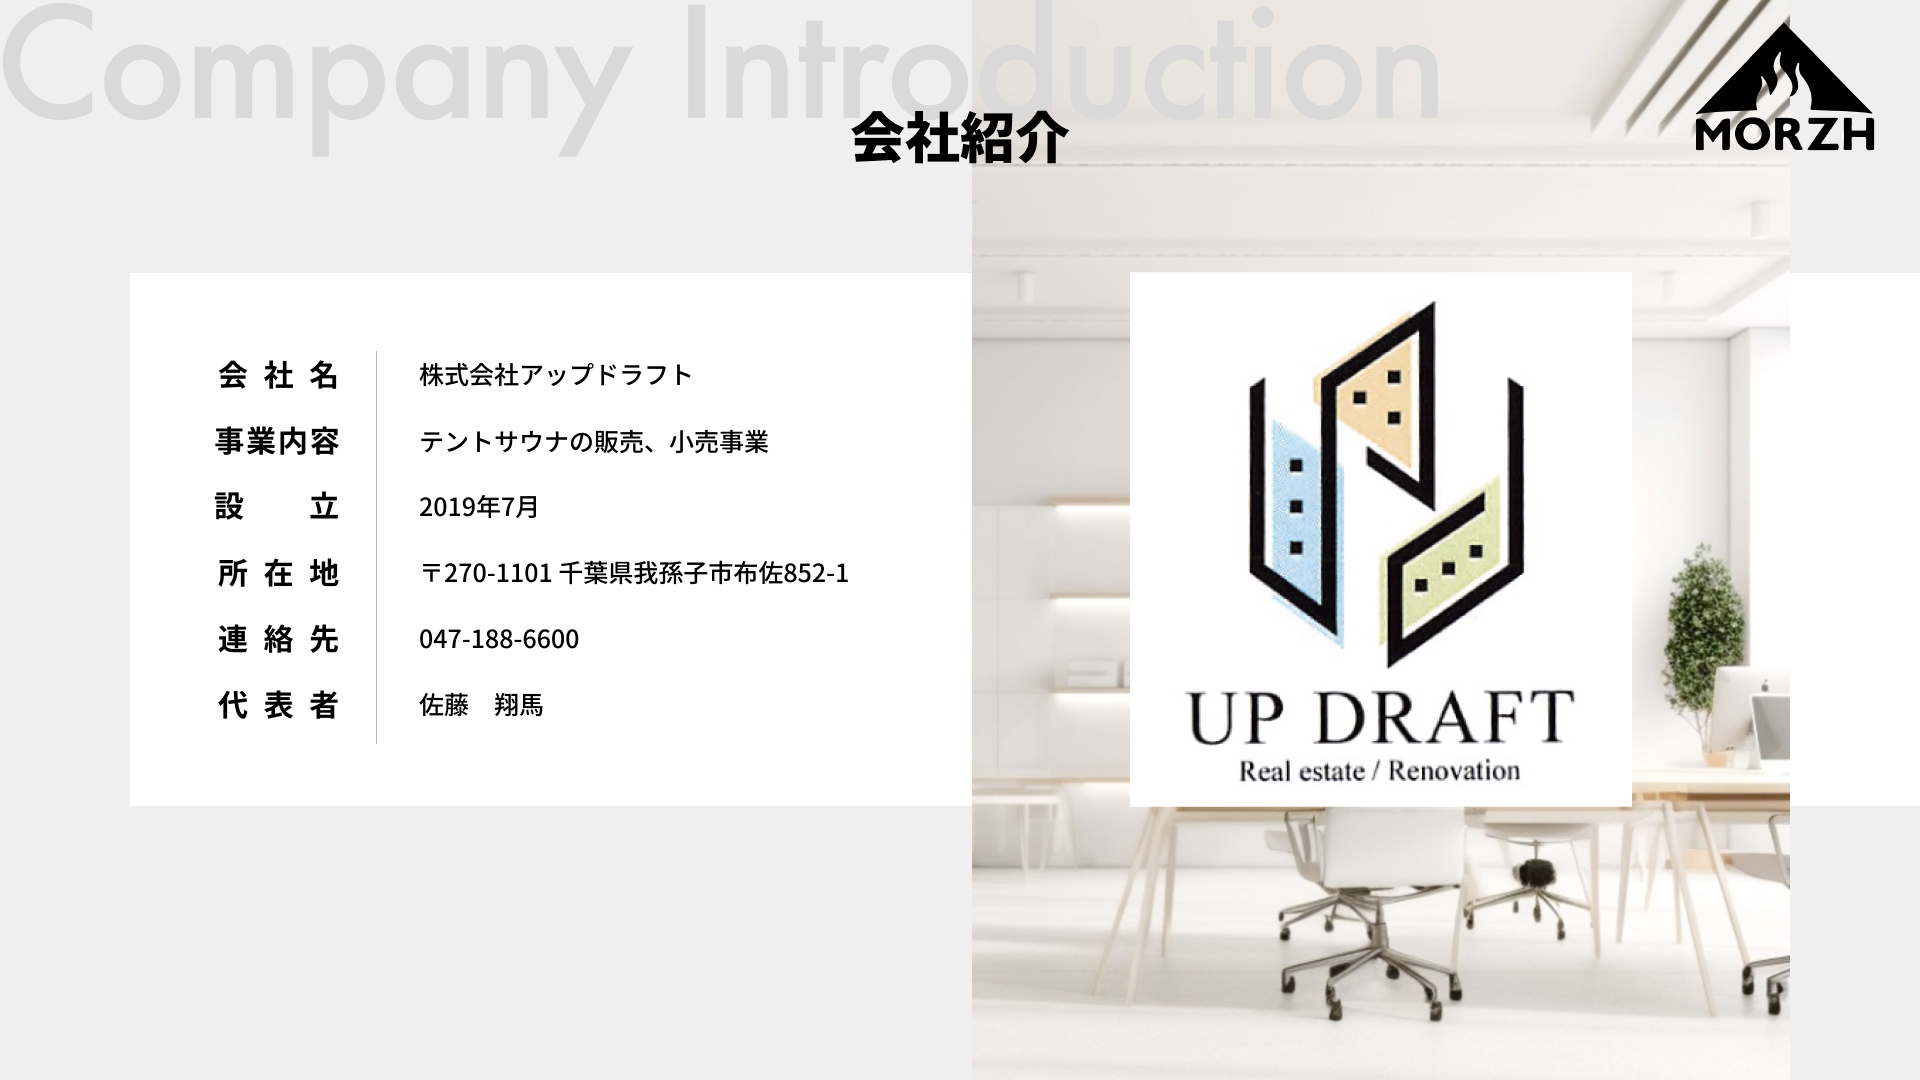 Company Introduction
会社紹介
MORZH
会社名 株式会社アップドラフト
事業内容 テントサウナの販売、小売事業
設立 2019年7月
所在地 〒270-1101 千葉県我孫子市布佐852-1
連絡先 047-188-6600
代表者 佐藤　翔馬
UP DRAFT
Real estate / Renovation